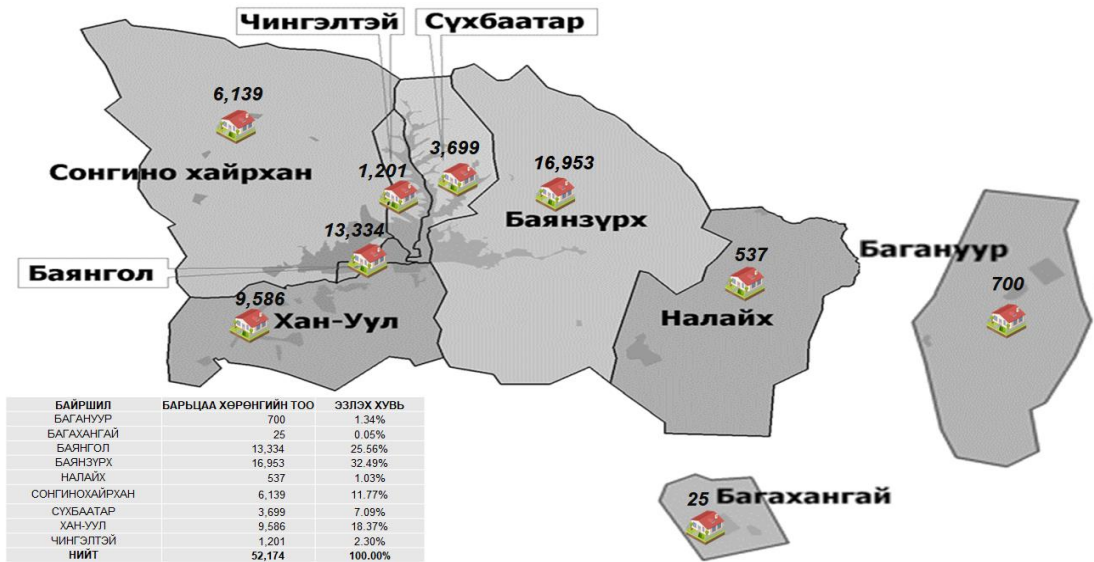 Чингэлтэй
Сүхбаатар
6,139
3,699
16,953
Сонгино хайрхан
1,201
Баянзүрх
13,334
Багануур
537
Баянгол
700
9,586
Хан-Уул
Налайх
БАЙРШИЛ БАРЬЦАА ХӨРӨНГИЙН ТОО ЭЗЛЭХ ХУВЬ
БАГАНУУР 700 1.34%
БАГАХАНГАЙ 25 0.05%
БАЯНГОЛ 13,334 25.56%
БАЯНЗҮРХ 16,953 32.49%
НАЛАЙХ 537 1.03%
СОНГИНОХАЙРХАН 6,139 11.77%
СҮХБААТАР 3,699 7.09%
ХАН-УУЛ 9,586 18.37%
ЧИНГЭЛТЭЙ 1,201 2.30%
НИЙТ 52,174 100.00%
25 Багахангай